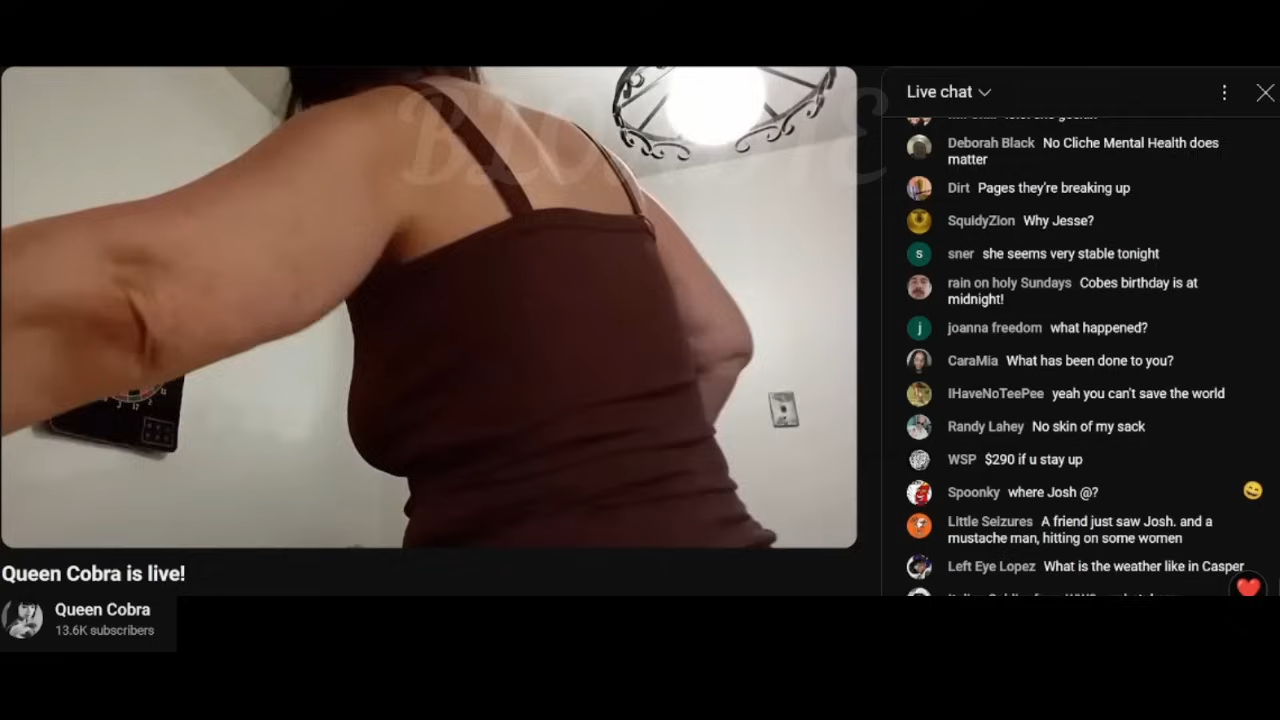 Live chat
Deborah Black No Cliche Mental Health does
matter
Dirt Pages they're breaking up
SquidyZion Why Jesse?
s
sner she seems very stable tonight
rain on holy Sundays Cobes birthday is at
midnight!
j
joanna freedom what happened?
CaraMia What has been done to you?
IHaveNoTeePee yeah you can't save the world
Randy Lahey No skin of my sack
WSP $290 if u stay up
Spoonky where Josh @?
Little Seizures A friend just saw Josh. and a
mustache man, hitting on some women
Left Eye Lopez What is the weather like in Casper
Queen Cobra is live!
Queen Cobra
13.6K subscribers